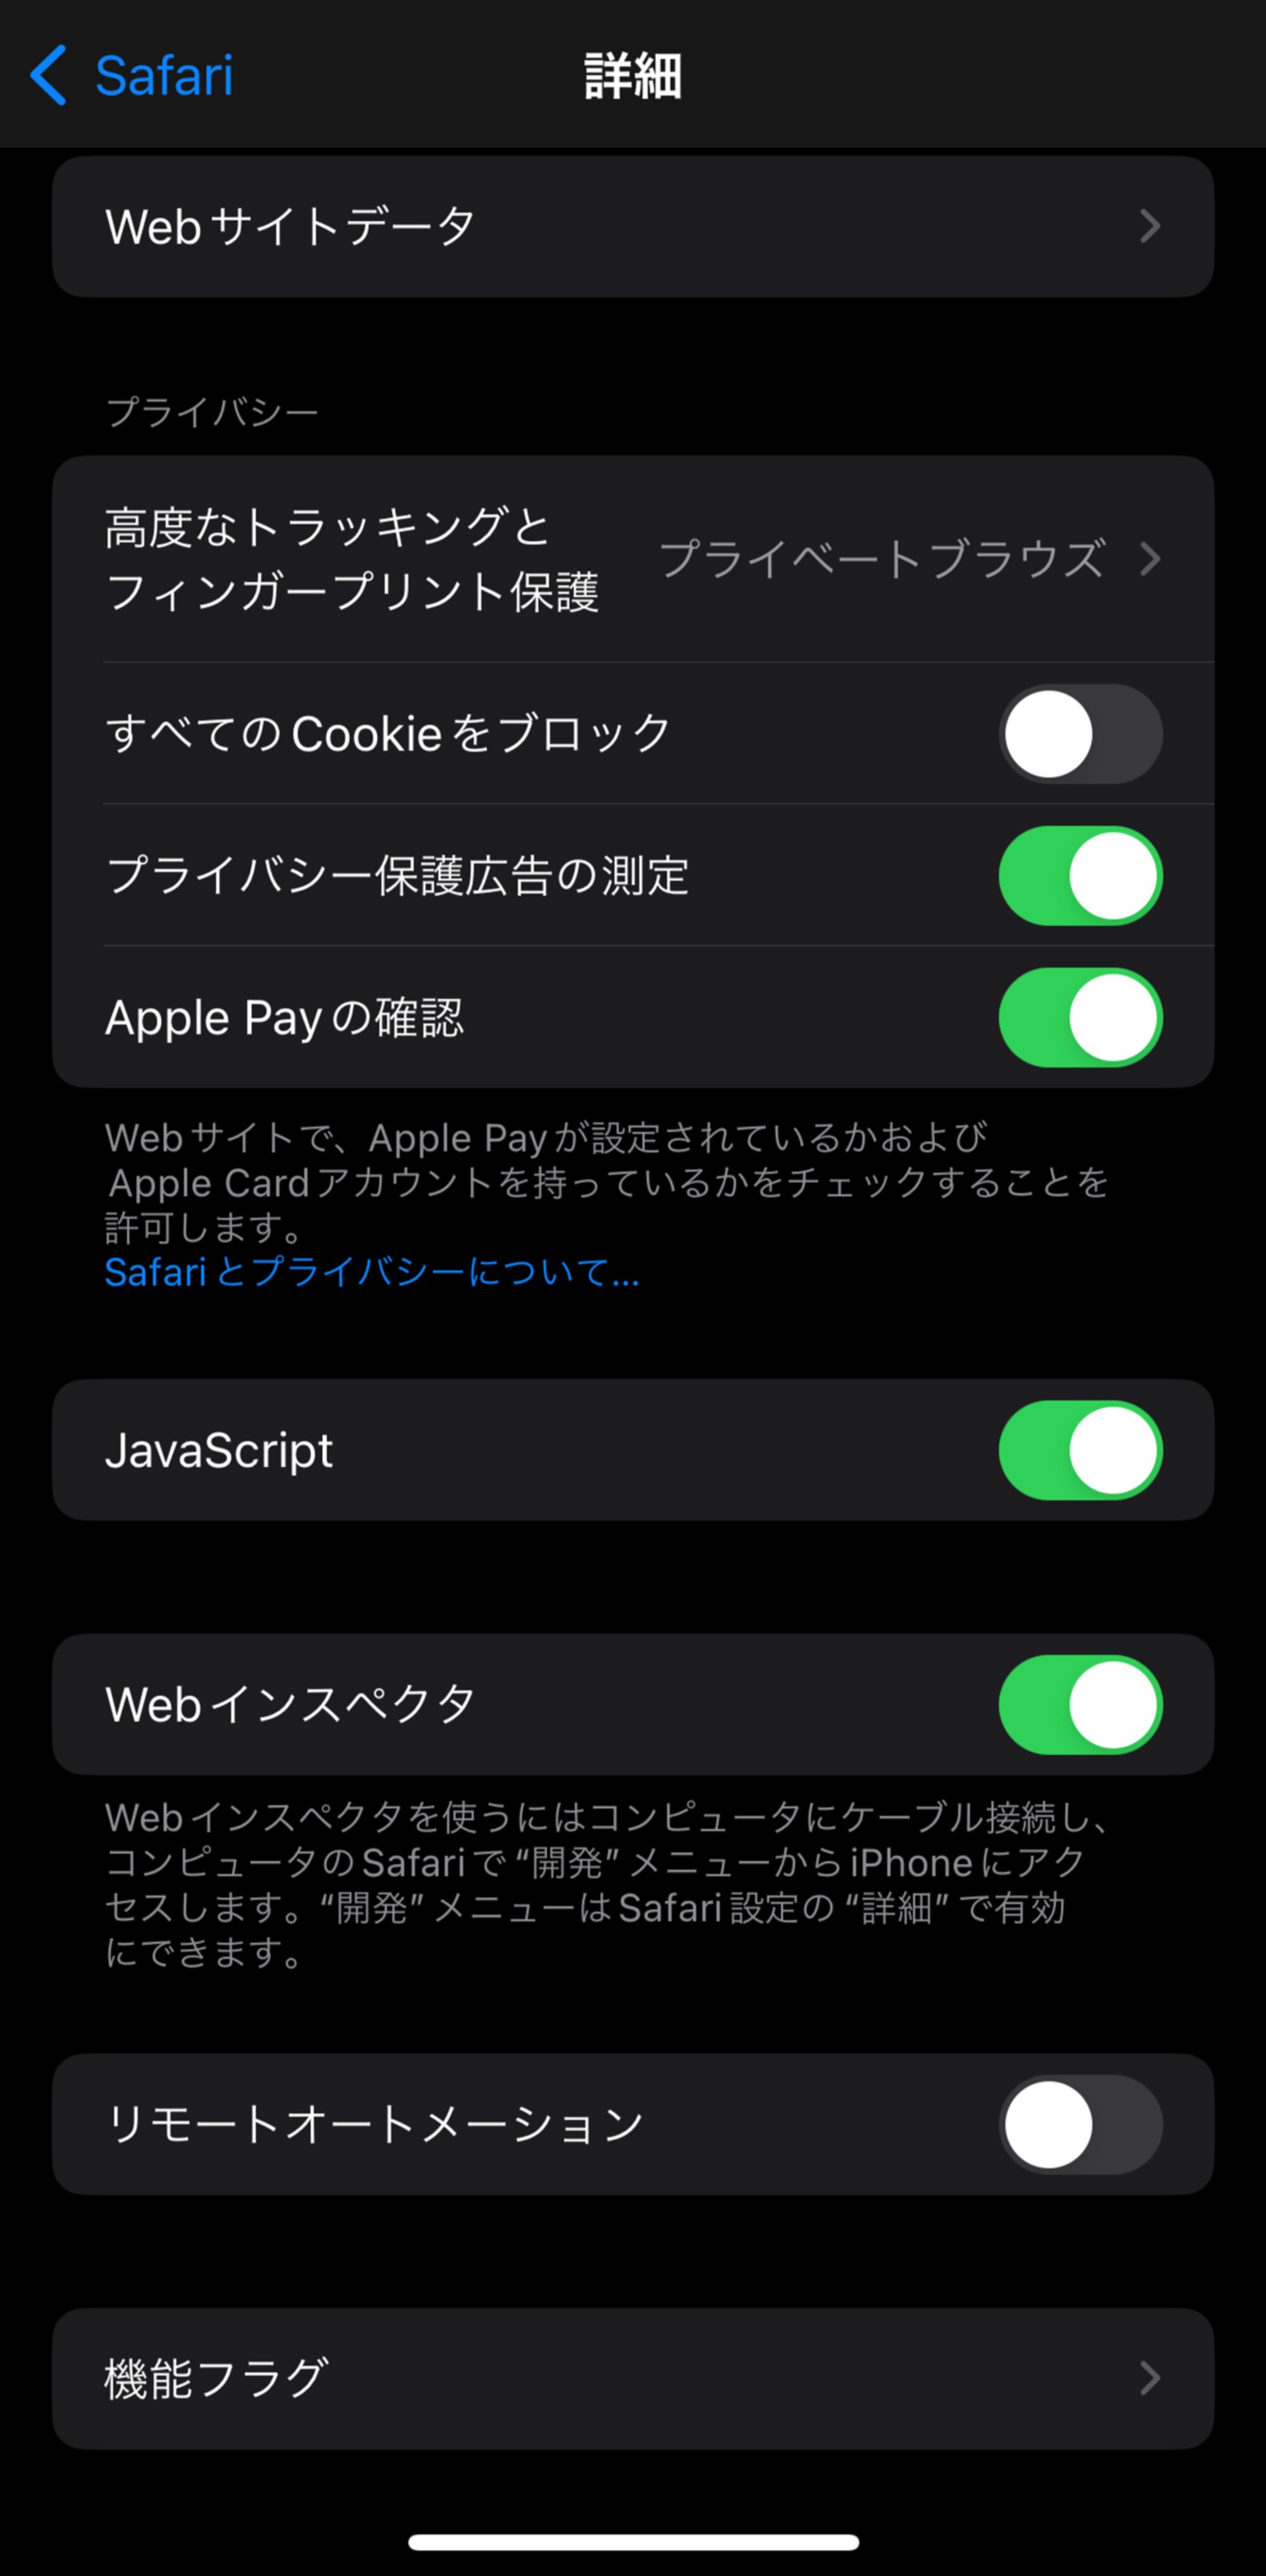 Safari
詳細
Webサイトデータ
プライバシー
高度なトラッキングと
フィンガープリント保護
プライベートブラウズ
すべてのCookieをブロック
プライバシー保護広告の測定
Apple Payの確認
Webサイトで、Apple Payが設定されているかおよび
Apple Cardアカウントを持っているかをチェックすることを
許可します。
Safariとプライバシーについて...
JavaScript
Webインスペクタ
Webインスペクタを使うにはコンピュータにケーブル接続し、
コンピュータのSafariで“開発”メニューからiPhoneにアク
セスします。“開発”メニューはSafari設定の“詳細”で有効
にできます。
リモートオートメーション
機能フラグ